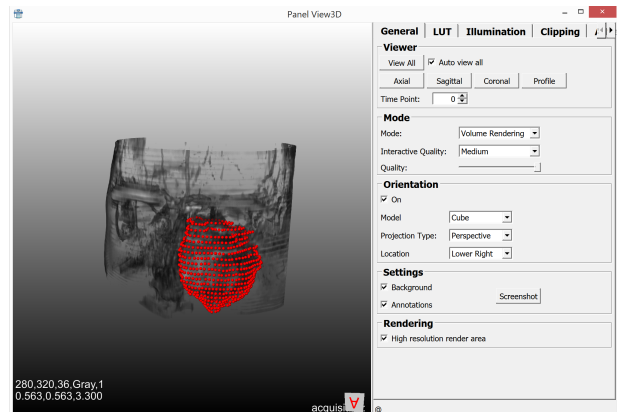 Panel View3D
General LUT Illumination Clipping
Viewer
View All Auto view all
Axial Sagittal Coronal Profile
Time Point: 0
Mode
Mode: Volume Rendering
Interactive Quality: Medium
Quality:
Orientation
On
Model Cube
Projection Type: Perspective
Location Lower Right
Settings
Background
Annotations
Screenshot
Rendering
High resolution render area
280,320,36,Gray,1
0.563,0.563,3.300
A
@